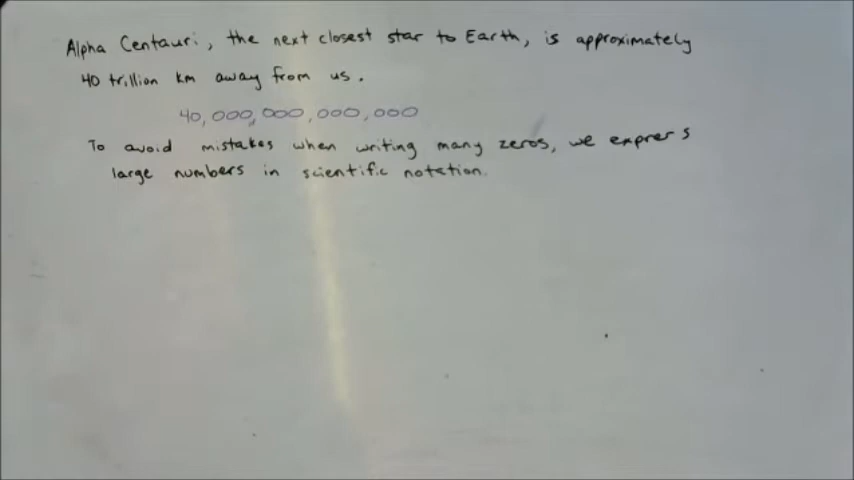 Alpha Centauri, the next closest star to Earth, is approximately
40 trillion km away from us.
40,000,000,000,000
To avoid mistakes when writing many zeros, we express
large numbers in scientific notation.